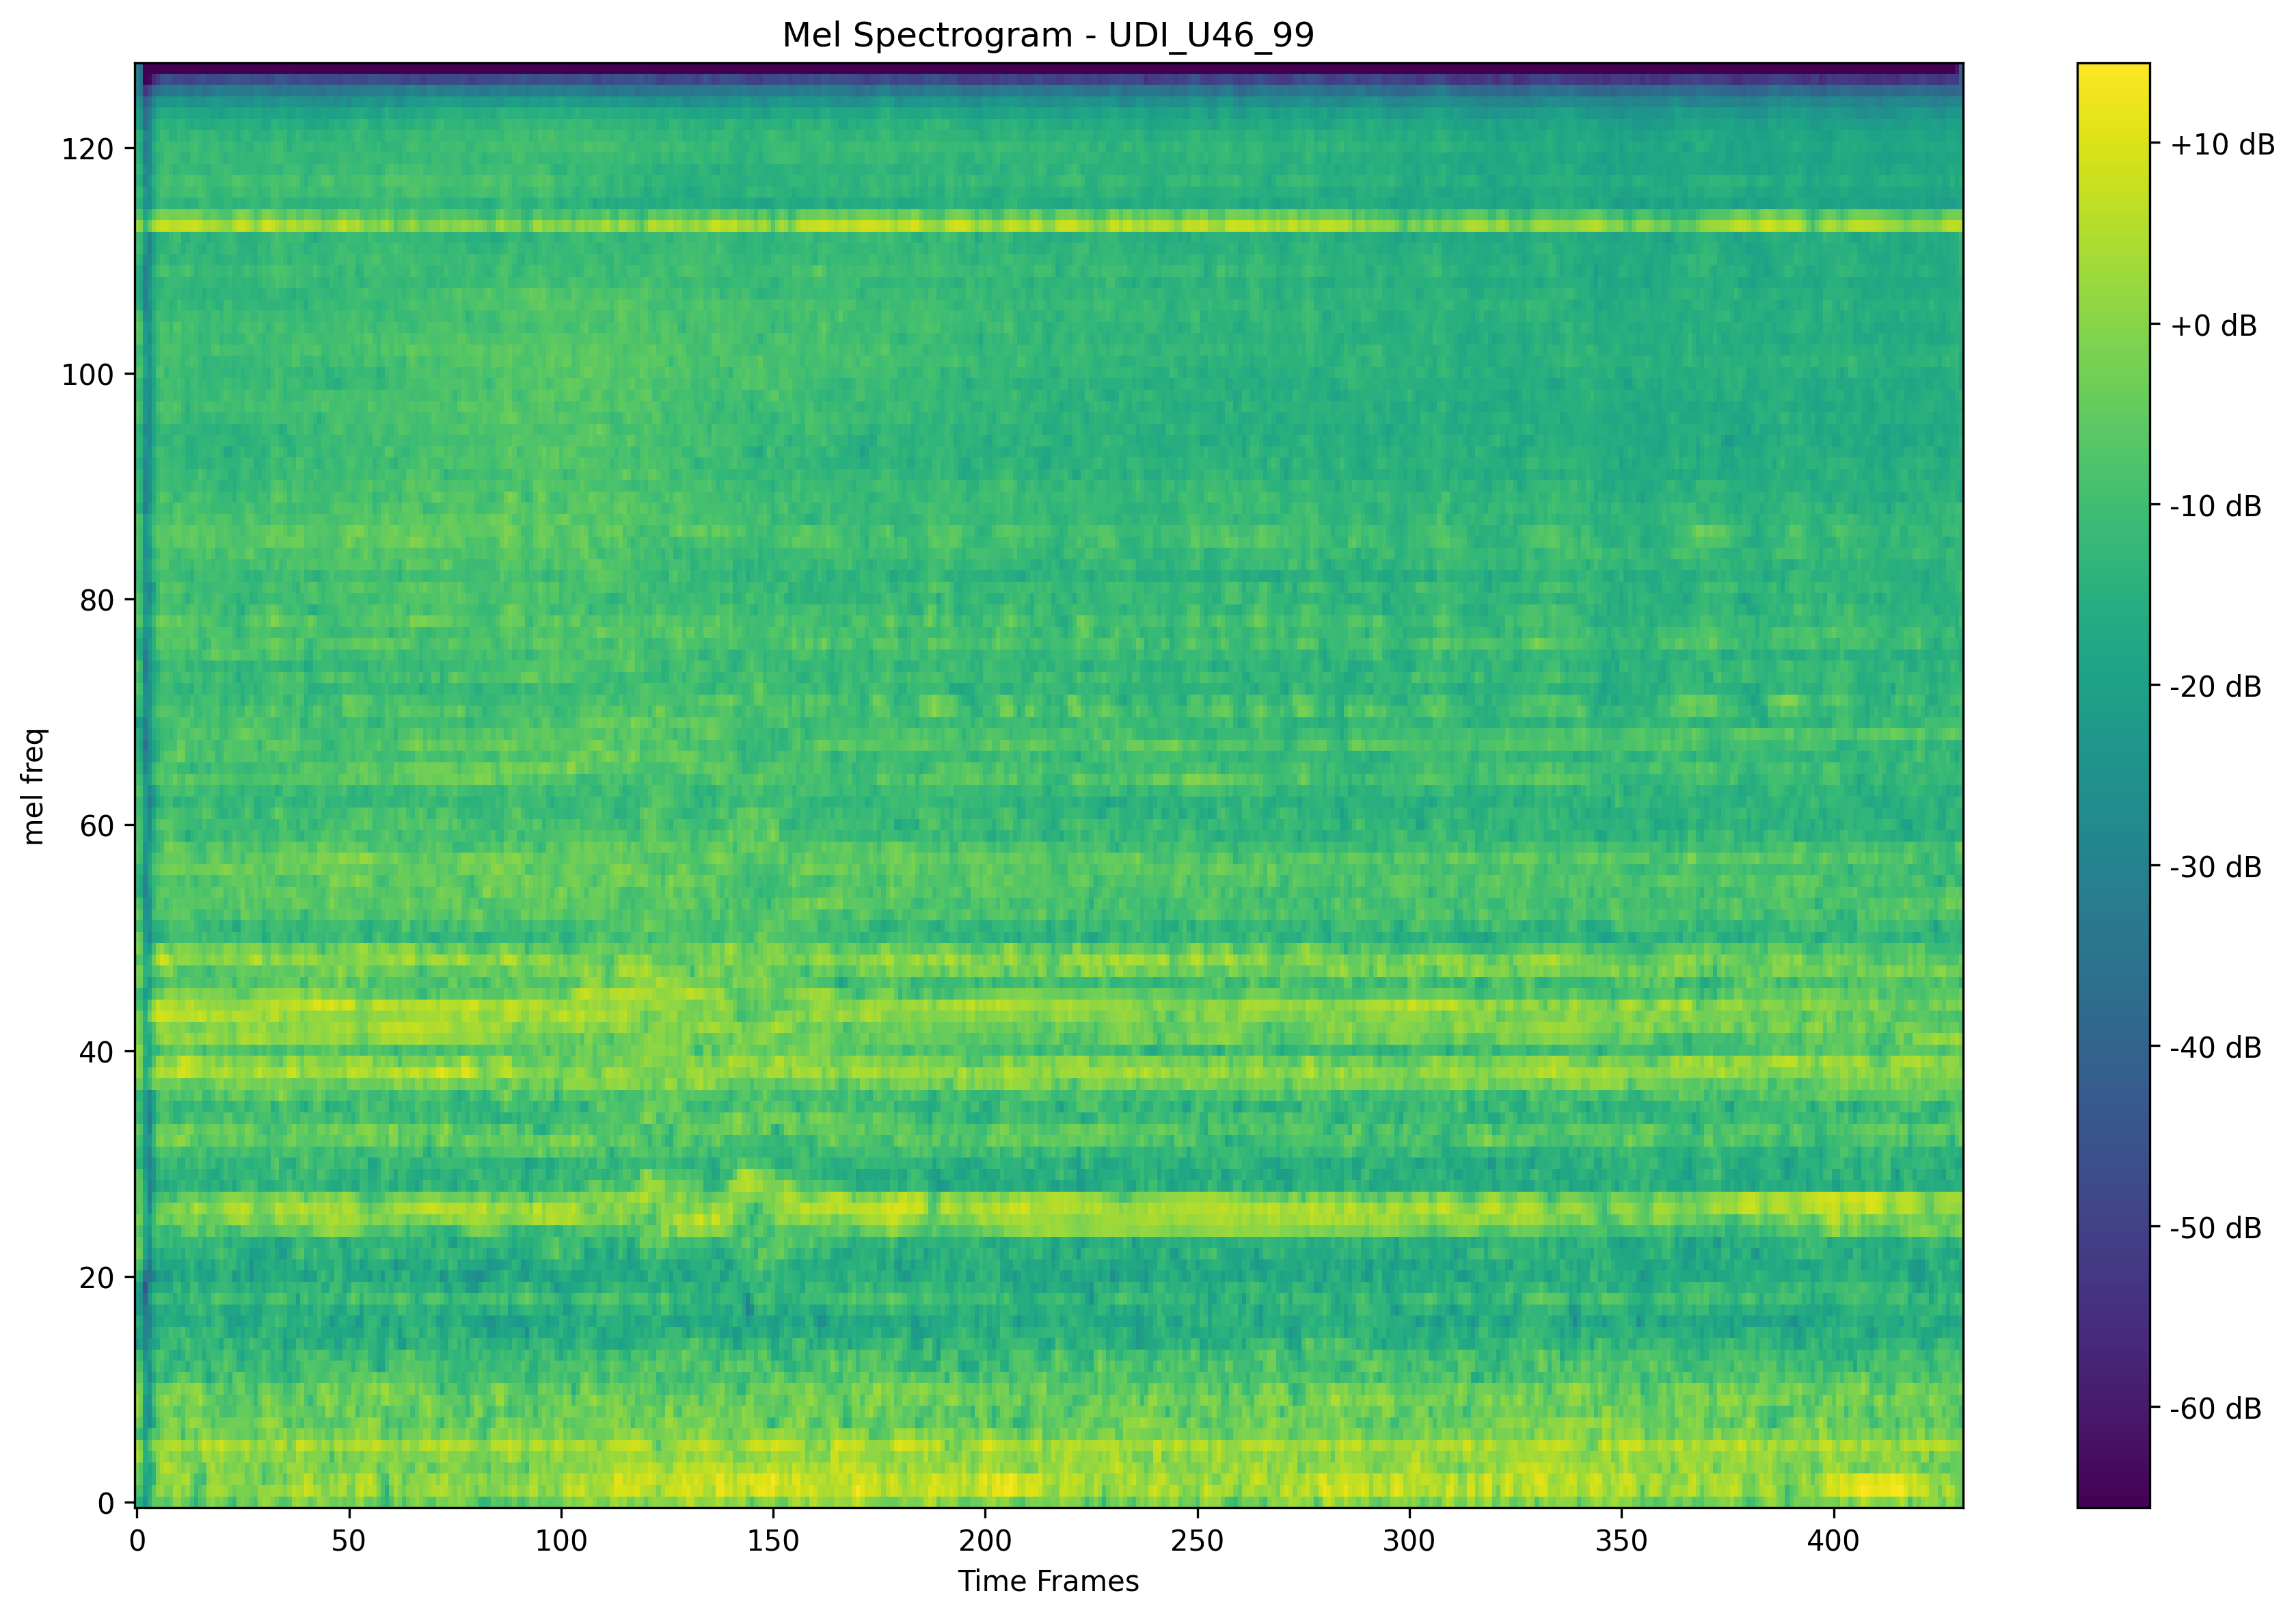 Mel Spectrogram - UDI_U46_99
120
100
80
60
40
20
0
mel freq
0 50 100 150 200 250 300 350 400
Time Frames
+10 dB
+0 dB
-10 dB
-20 dB
-30 dB
-40 dB
-50 dB
-60 dB